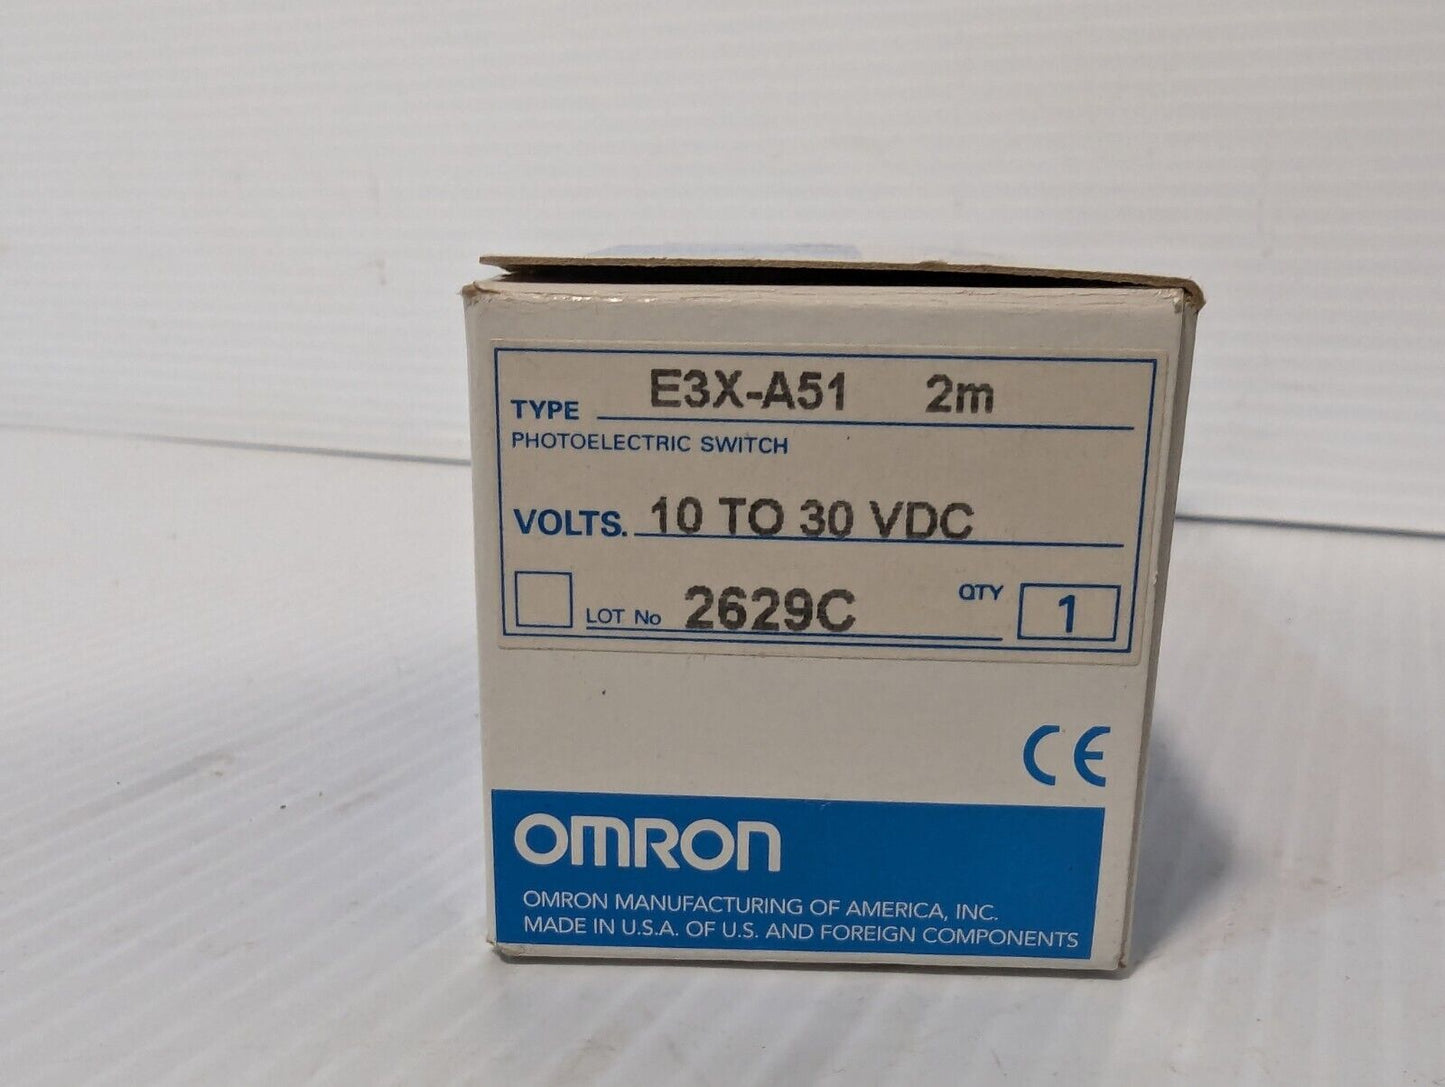 TYPE E3X-A51 2m
PHOTOELECTRIC SWITCH
VOLTS. 10 TO 30 VDC
LOT No 2629C QTY 1
CE
OMRON
OMRON MANUFACTURING OF AMERICA, INC.
MADE IN U.S.A. OF U.S. AND FOREIGN COMPONENTS